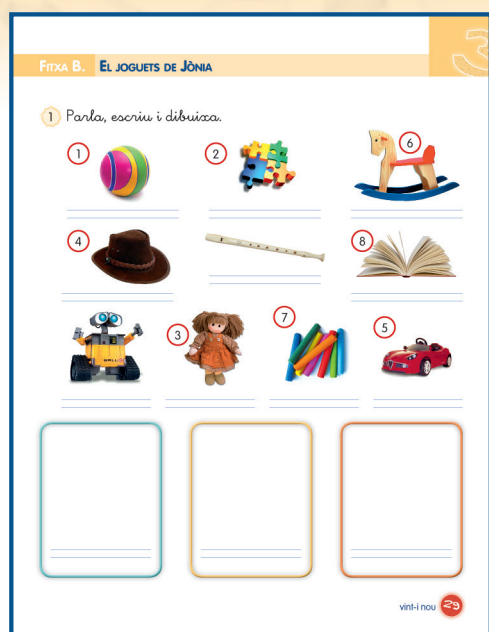 3
FITXA B. EL JOGUETS DE JÒNIA
1 Parla, escriu i dibuixa.
1
2
6
4
8
WALL·E
3
7
5
vint-i nou 29